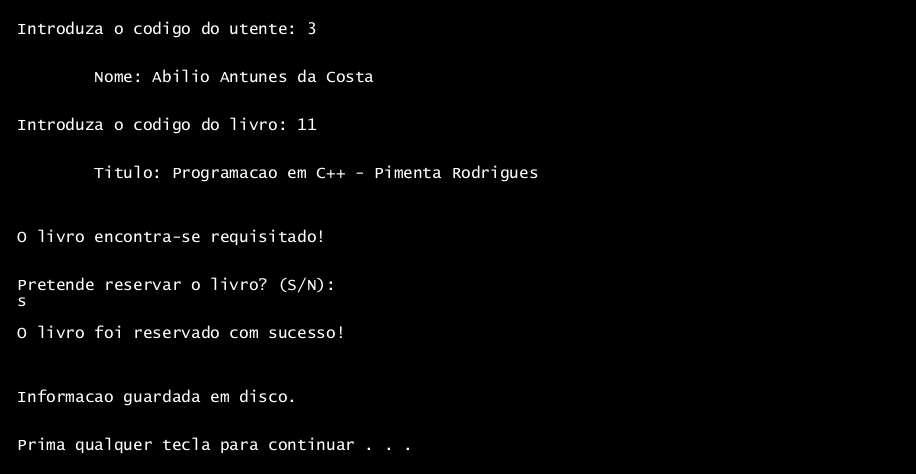 Introduza o codigo do utente: 3
Nome: Abilio Antunes da Costa
Introduza o codigo do livro: 11
Titulo: Programacao em C++ - Pimenta Rodrigues
O livro encontra-se requisitado!
Pretende reservar o livro? (S/N):
s
O livro foi reservado com sucesso!
Informacao guardada em disco.
Prima qualquer tecla para continuar . . .